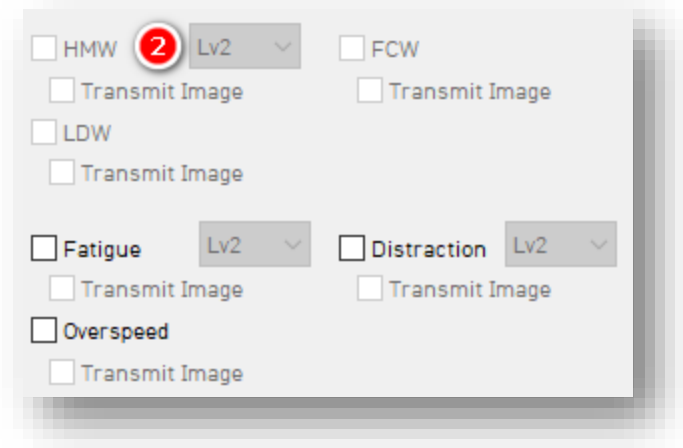 HMW 2 Lv2 FCW
Transmit Image Transmit Image
LDW
Transmit Image
Fatigue Lv2 Distraction Lv2
Transmit Image Transmit Image
Overspeed
Transmit Image